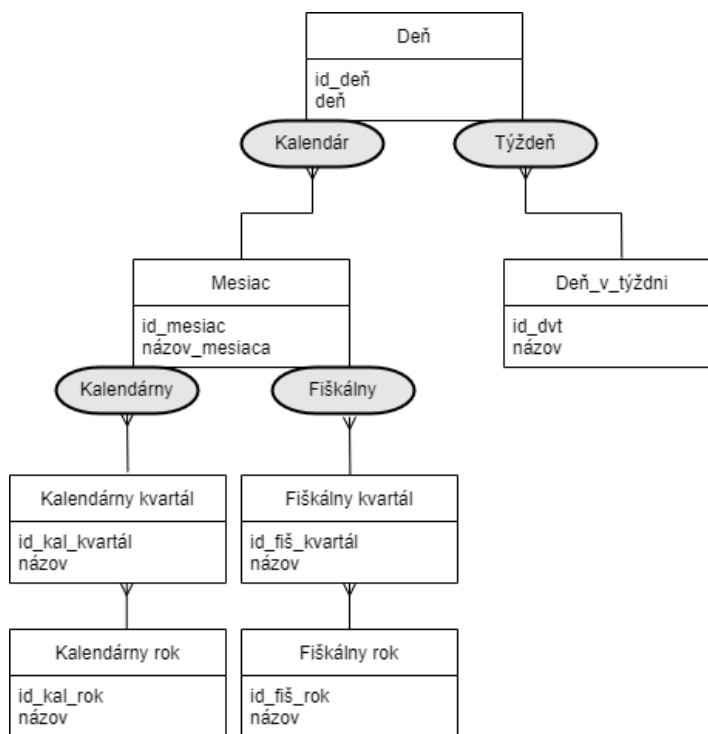 Deň
id_deň
deň
Kalendár
Týždeň
Mesiac
id_mesiac
názov_mesiaca
Deň_v_týždni
id_dvt
názov
Kalendárny
Fiškálny
Kalendárny kvartál
id_kal_kvartál
názov
Fiškálny kvartál
id_fiš_kvartál
názov
Kalendárny rok
id_kal_rok
názov
Fiškálny rok
id_fiš_rok
názov